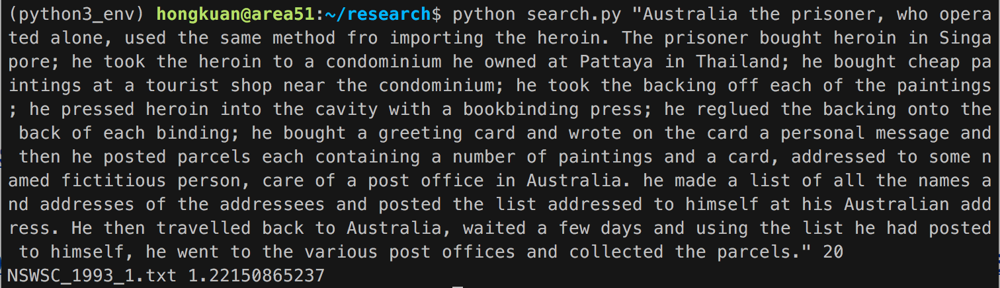 (python3_env) hongkuan@area51:~/research$ python search.py "Australia the prisoner, who opera
ted alone, used the same method fro importing the heroin. The prisoner bought heroin in Singa
pore; he took the heroin to a condominium he owned at Pattaya in Thailand; he bought cheap pa
intings at a tourist shop near the condominium; he took the backing off each of the paintings
; he pressed heroin into the cavity with a bookbinding press; he reglued the backing onto the
 back of each binding; he bought a greeting card and wrote on the card a personal message and
 then he posted parcels each containing a number of paintings and a card, addressed to some n
amed fictitious person, care of a post office in Australia. he made a list of all the names a
nd addresses of the addressees and posted the list addressed to himself at his Australian add
ress. He then travelled back to Australia, waited a few days and using the list he had posted
 to himself, he went to the various post offices and collected the parcels." 20
NSWSC_1993_1.txt 1.22150865237